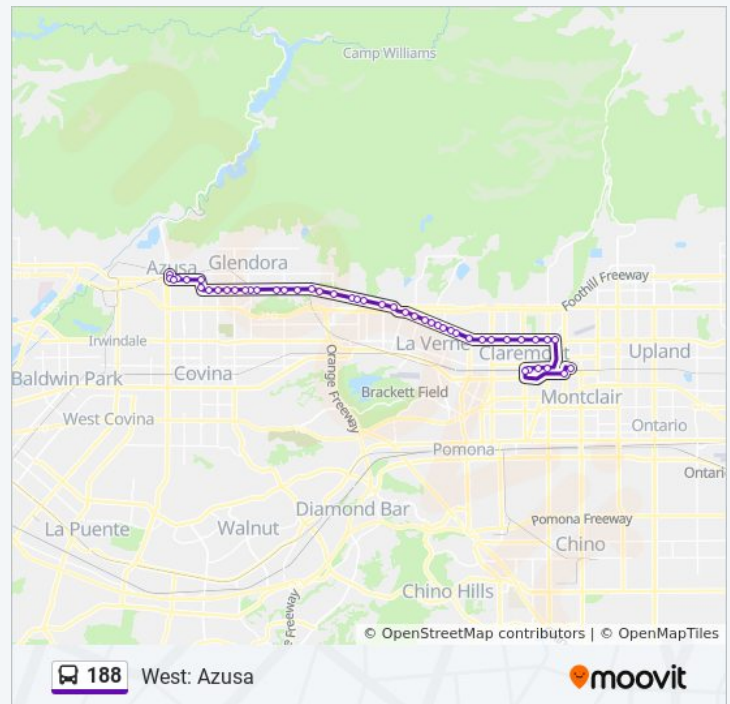 Camp Williams
Azusa
Glendora
Foothill Freeway
Irwindale
La Verne
Claremont
Upland
Baldwin Park
Covina
Orange Freeway
Brackett Field
Montclair
West Covina
Ontario
Pomona
Ontari
Diamond Bar
La Puente
Walnut
Pomona Freeway
Chino
Chino Hills
e Freeway
© OpenStreetMap contributors | © OpenMapTiles
188 West: Azusa
moovit